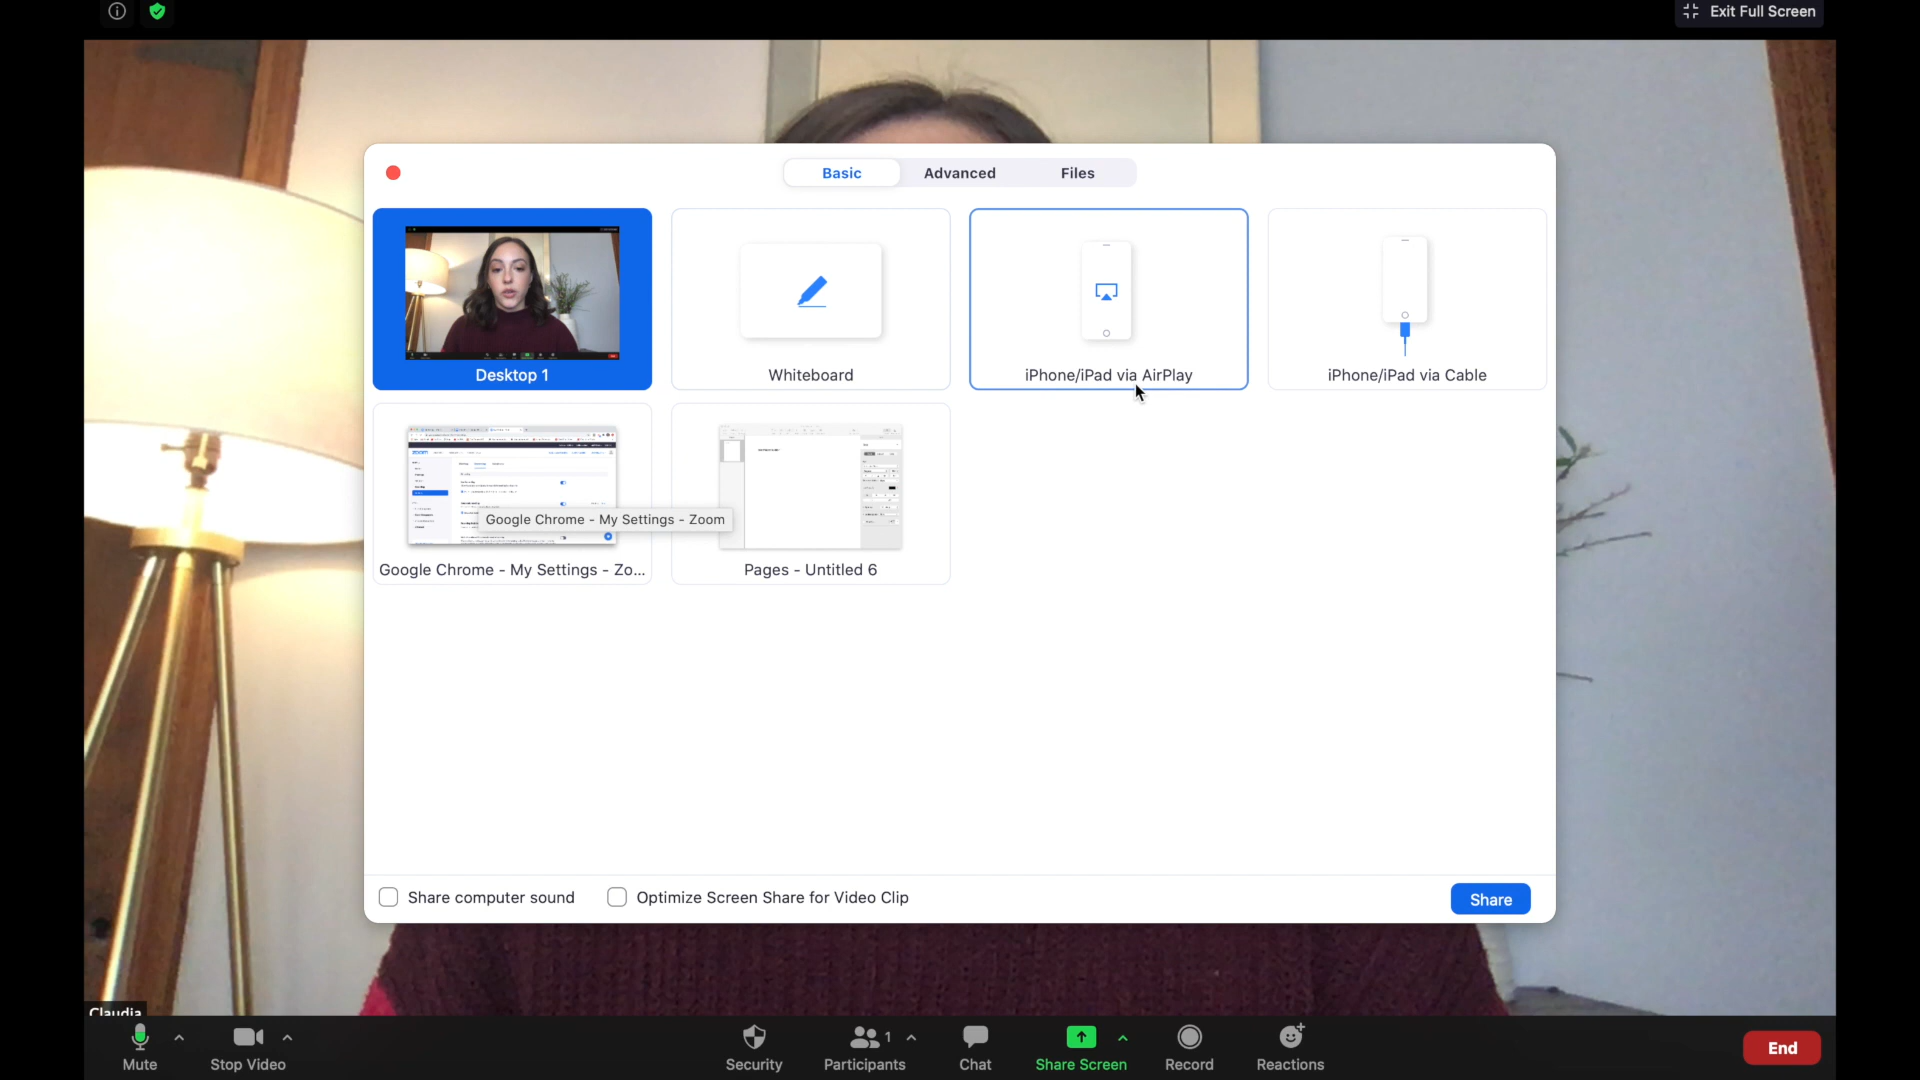 Exit Full Screen
Basic
Advanced
Files
Desktop 1
Whiteboard
iPhone/iPad via AirPlay
iPhone/iPad via Cable
zoom
Google Chrome - My Settings - Zoom
Google Chrome - My Settings - Zo...
Pages - Untitled 6
Share computer sound
Optimize Screen Share for Video Clip
Share
Claudia
Mute
Stop Video
Security
1
Participants
Chat
Share Screen
Record
Reactions
End